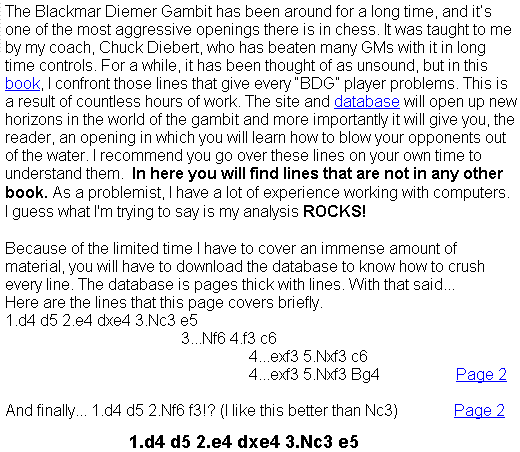 The Blackmar Diemer Gambit has been around for a long time, and it's
one of the most aggressive openings there is in chess. It was taught to
me by my coach, Chuck Diebert, who has beaten many GMs with it in long
time controls. For a while, it has been thought of as unsound, but in this
book, I confront those lines that give every "BDG" player problems. This is
a result of countless hours of work. The site and database will open up new
horizons in the world of the gambit and more importantly it will give you, the
reader, an opening in which you will learn how to blow your opponents out
of the water. I recommend you go over these lines on your own time to
understand them. In here you will find lines that are not in any other
book. As a problemist, I have a lot of experience working with computers.
I guess what I'm trying to say is my analysis ROCKS!
Because of the limited time I have to cover an immense amount of
material, you will have to download the database to know how to crush
every line. The database is pages thick with lines. With that said...
Here are the lines that this page covers briefly.
1.d4 d5 2.e4 dxe4 3.Nc3 e5
3...Nf6 4.f3 c6
4...exf3 5.Nxf3 c6
4...exf3 5.Nxf3 Bg4 Page 2
And finally... 1.d4 d5 2.Nf6 f3!? (I like this better than Nc3) Page 2
1.d4 d5 2.e4 dxe4 3.Nc3 e5